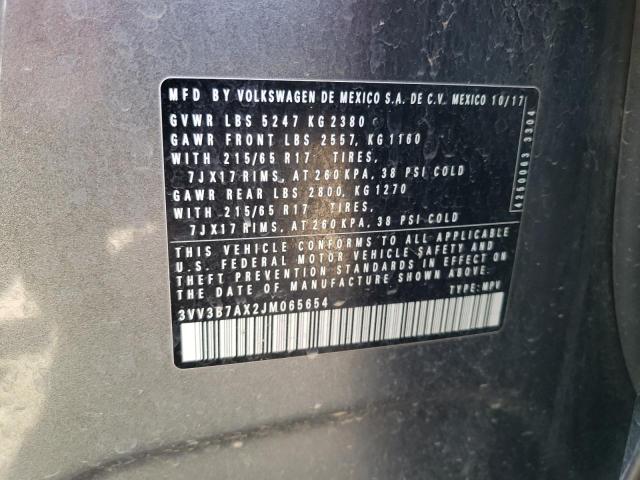 MFD BY VOLKSWAGEN DE MEXICO S.A. DE C.V. MEXICO 10/17
GVWR LBS 5247 KG 2380
GAWR FRONT LBS 2557, KG 1160
WITH 215/65 R17 TIRES,
7JX17 RIMS, AT 260 KPA, 38 PSI COLD
GAWR REAR LBS 2800, KG 1270
WITH 215/65 R17 TIRES,
7JX17 RIMS, AT 260 KPA, 38 PSI COLD
THIS VEHICLE CONFORMS TO ALL APPLICABLE
U.S. FEDERAL MOTOR VEHICLE SAFETY AND
THEFT PREVENTION STANDARDS IN EFFECT ON
THE DATE OF MANUFACTURE SHOWN ABOVE.
3VV3B7AX2JM065654 TYPE: MPV
A250063 3304